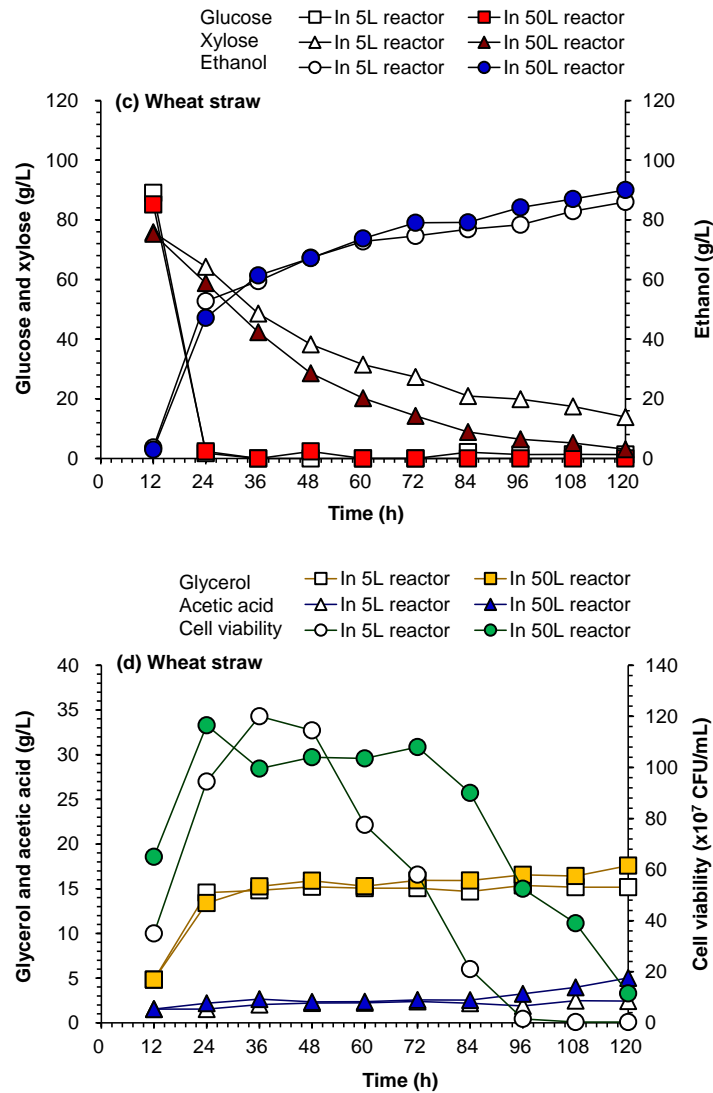 Glucose In 5L reactor In 50L reactor
Xylose In 5L reactor In 50L reactor
Ethanol In 5L reactor In 50L reactor
(c) Wheat straw
Glucose and xylose (g/L)
120
100
80
60
40
20
0
0 12 24 36 48 60 72 84 96 108 120
Time (h)
120
100
80
60
40
20
0
Ethanol (g/L)
Glycerol In 5L reactor In 50L reactor
Acetic acid In 5L reactor In 50L reactor
Cell viability In 5L reactor In 50L reactor
(d) Wheat straw
Glycerol and acetic acid (g/L)
40
35
30
25
20
15
10
5
0
0 12 24 36 48 60 72 84 96 108 120
Time (h)
140
120
100
80
60
40
20
0
Cell viability (x10⁷ CFU/mL)